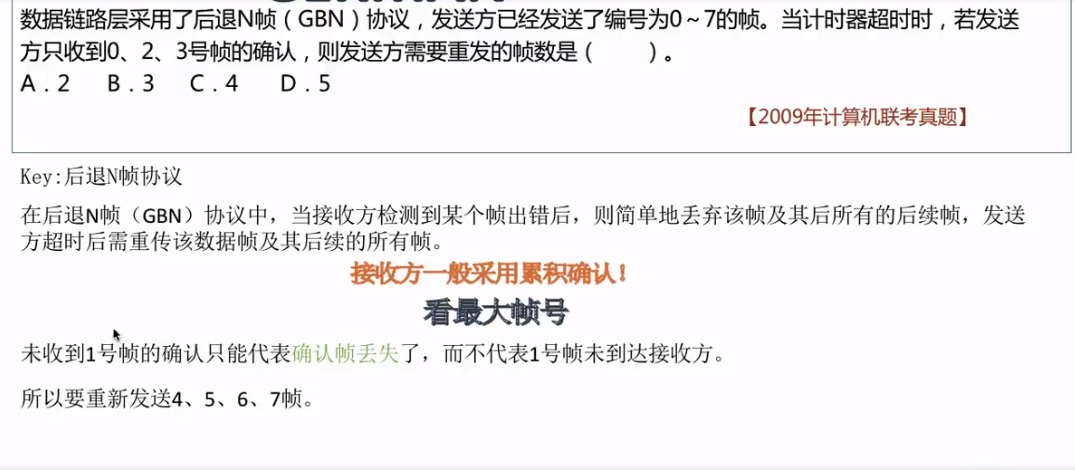 数据链路层采用了后退N帧（GBN）协议，发送方已经发送了编号为0～7的帧。当计时器超时时，若发送
方只收到0、2、3号帧的确认，则发送方需要重发的帧数是（　　）。
A．2　B．3　C．4　D．5
【2009年计算机联考真题】
Key:后退N帧协议
在后退N帧（GBN）协议中，当接收方检测到某个帧出错后，则简单地丢弃该帧及其后所有的后续帧，发送
方超时后需重传该数据帧及其后续的所有帧。
接收方一般采用累积确认！
看最大帧号
未收到1号帧的确认只能代表确认帧丢失了，而不代表1号帧未到达接收方。
所以要重新发送4、5、6、7帧。